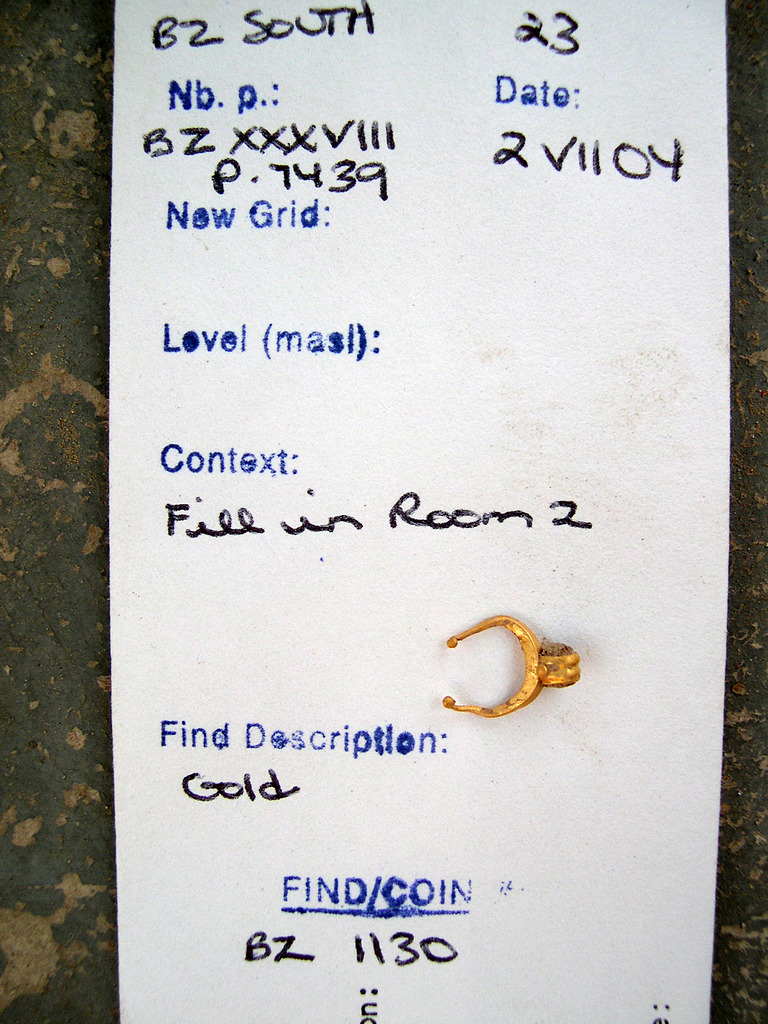 BZ SOUTH 23
Nb. p.: Date:
BZ XXXVIII 2 VII 04
P. 7439
New Grid:
Level (masl):
Context:
Fill in Room 2
Find Description:
Gold
FIND/COIN
BZ 1130
on: e: